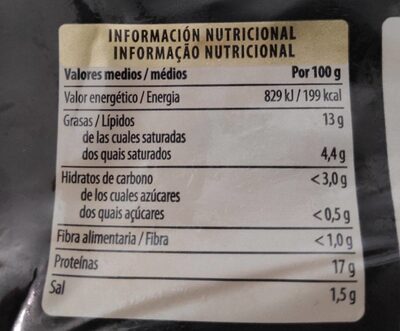 INFORMACIÓN NUTRICIONAL
INFORMAÇÃO NUTRICIONAL
Valores medios / médios Por 100 g
Valor energético / Energia 829 kJ / 199 kcal
Grasas / Lípidos 13 g
de las cuales saturadas
dos quais saturados 4,4 g
Hidratos de carbono <3,0 g
de los cuales azúcares
dos quais açúcares <0,5 g
Fibra alimentaria / Fibra <1,0 g
Proteínas 17 g
Sal 1,5 g